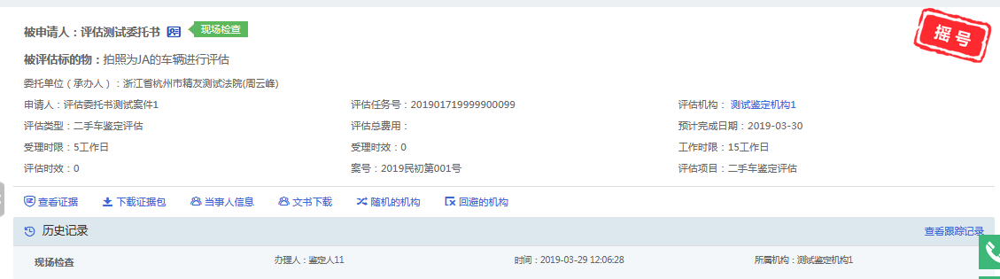 被申请人：评估测试委托书 现场检查
摇号
被评估标的物：拍照为JA的车辆进行评估
委托单位（承办人）：浙江首杭州市精友测试法院(周云峰)
申请人：评估委托书测试案件1 评估任务号：201901719999900099 评估机构： 测试鉴定机构1
评估类型：二手车鉴定评估 评估总费用： 预计完成日期：2019-03-30
受理时限：5工作日 受理时效：0 工作时限：15工作日
评估时效：0 案号：2019民初第001号 评估项目：二手车鉴定评估
查看证据 下载证据包 当事人信息 文书下载 随机的机构 回避的机构
历史记录 查看跟踪记录
现场检查 办理人：鉴定人11 时间：2019-03-29 12:06:28 所属机构：测试鉴定机构1